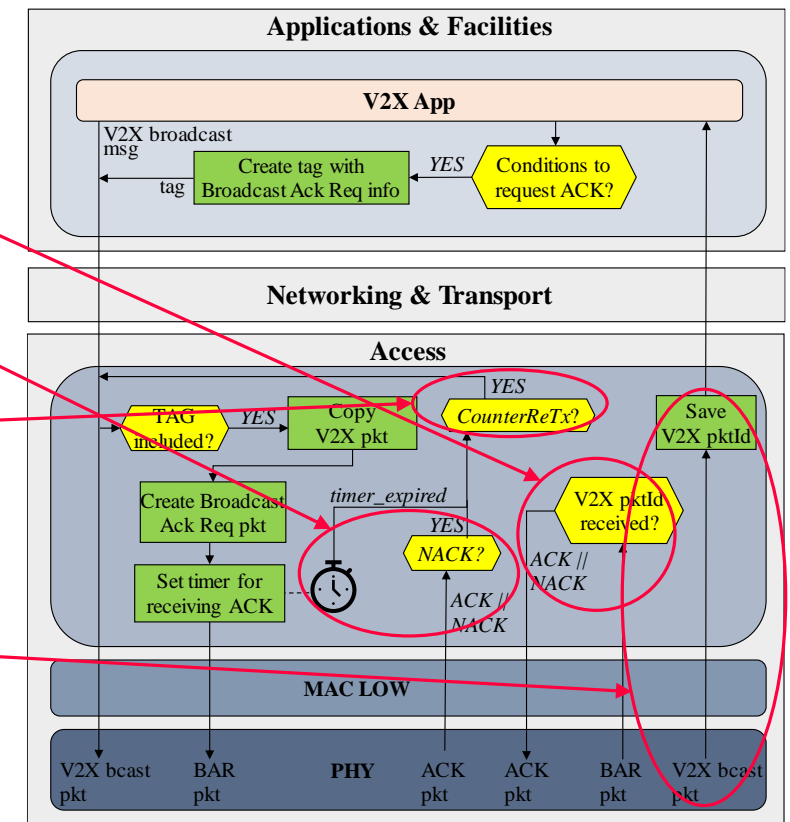 Applications & Facilities
V2X App
V2X broadcast
msg
tag
Create tag with
Broadcast Ack Req info
YES
Conditions to
request ACK?
Networking & Transport
Access
TAG
included?
YES
Copy
V2X pkt
YES
CounterReTx?
Save
V2X pktId
Create Broadcast
Ack Req pkt
timer_expired
YES
NACK?
V2X pktId
received?
Set timer for
receiving ACK
ACK //
NACK
ACK //
NACK
MAC LOW
PHY
V2X bcast
pkt
BAR
pkt
ACK
pkt
ACK
pkt
BAR
pkt
V2X bcast
pkt